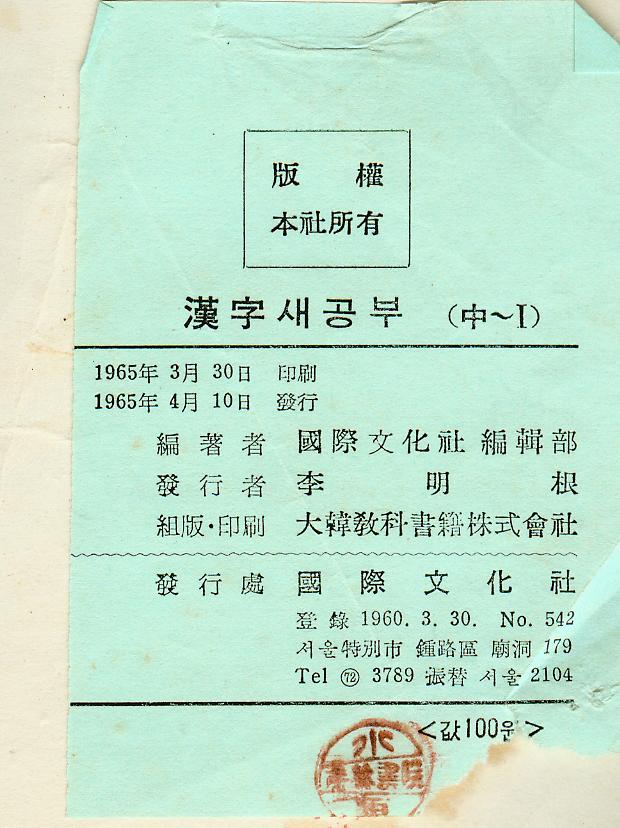 版 權
本社所有
漢字새공부 (中~I)
1965年 3月 30日 印刷
1965年 4月 10日 發行
編著者 國際文化社 編輯部
發行者 李明根
組版·印刷 大韓敎科書籍株式會社
發行處 國際文化社
登錄 1960. 3. 30. No. 542
서울特別市 鍾路區 廟洞 179
Tel ㊲ 3789 振替 서울 2104
<값100원>
水
書院